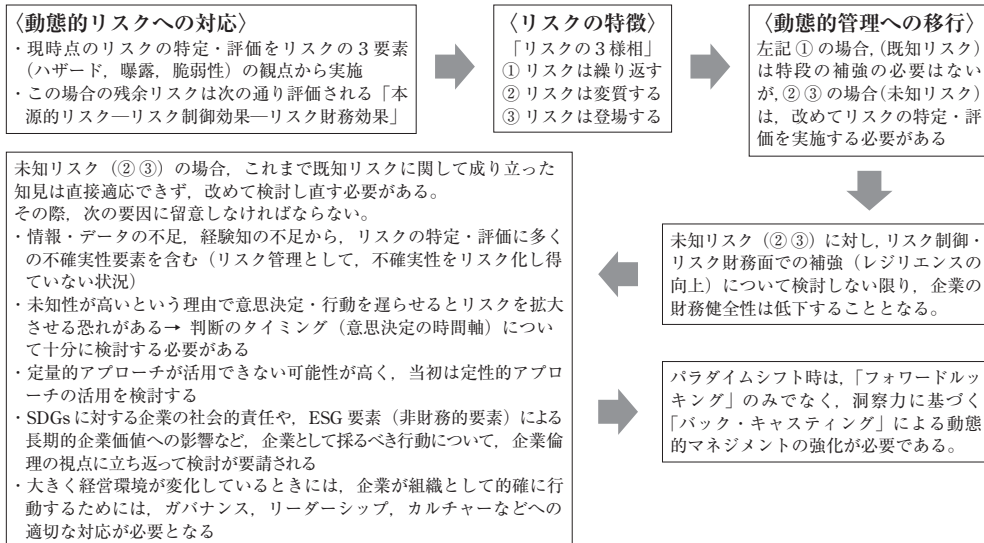 〈動態的リスクへの対応〉
・現時点のリスクの特定・評価をリスクの３要素
（ハザード，曝露，脆弱性）の観点から実施
・この場合の残余リスクは次の通り評価される「本
源的リスク―リスク制御効果―リスク財務効果」
〈リスクの特徴〉
「リスクの３様相」
① リスクは繰り返す
② リスクは変質する
③ リスクは登場する
〈動態的管理への移行〉
左記 ① の場合，（既知リスク）
は特段の補強の必要はない
が，② ③ の場合（未知リスク）
は，改めてリスクの特定・評
価を実施する必要がある
未知リスク（② ③）に対し，リスク制御・
リスク財務面での補強（レジリエンスの
向上）について検討しない限り，企業の
財務健全性は低下することとなる。
未知リスク（② ③）の場合，これまで既知リスクに関して成り立った
知見は直接適応できず，改めて検討し直す必要がある。
その際，次の要因に留意しなければならない。
・情報・データの不足，経験知の不足から，リスクの特定・評価に多く
の不確実性要素を含む（リスク管理として，不確実性をリスク化し得
ていない状況）
・未知性が高いという理由で意思決定・行動を遅らせるとリスクを拡大
させる恐れがある→ 判断のタイミング（意思決定の時間軸）につい
て十分に検討する必要がある
・定量的アプローチが活用できない可能性が高く，当初は定性的アプロ
ーチの活用を検討する
・SDGs に対する企業の社会的責任や，ESG 要素（非財務的要素）による
長期的企業価値への影響など，企業として採るべき行動について，企業倫
理の視点に立ち返って検討が要請される
・大きく経営環境が変化しているときには，企業が組織として的確に行
動するためには，ガバナンス，リーダーシップ，カルチャーなどへの
適切な対応が必要となる
パラダイムシフト時は，「フォワードルッ
キング」のみでなく，洞察力に基づく
「バック・キャスティング」による動態
的マネジメントの強化が必要である。